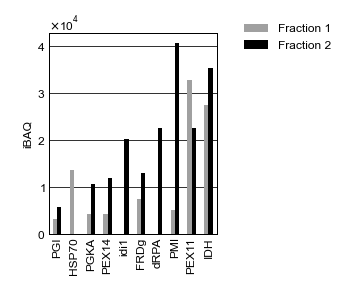 ×10⁴
Fraction 1
Fraction 2
4
3
2
1
0
iBAQ
PGI
HSP70
PGKA
PEX14
idi1
FRDg
dRPA
PMI
PEX11
IDH